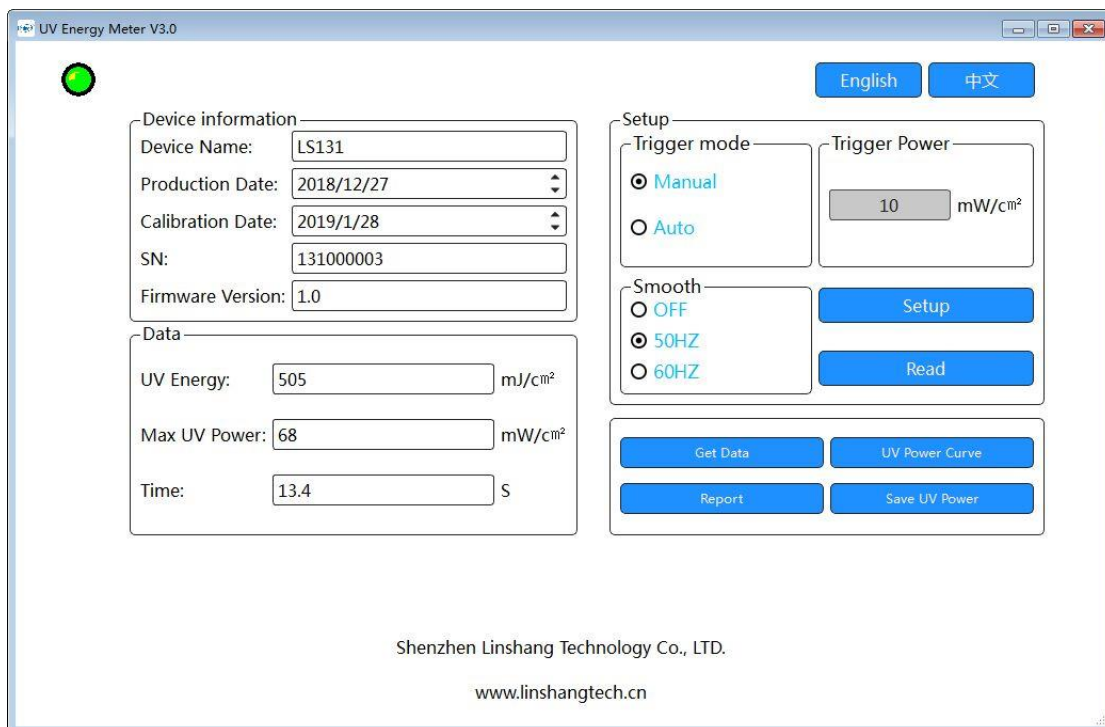 UV Energy Meter V3.0
English 中文
Device information
Device Name: LS131
Production Date: 2018/12/27
Calibration Date: 2019/1/28
SN: 131000003
Firmware Version: 1.0
Data
UV Energy: 505 mJ/cm²
Max UV Power: 68 mW/cm²
Time: 13.4 S
Setup
Trigger mode
Manual
Auto
Trigger Power
10 mW/cm²
Smooth
OFF
50HZ
60HZ
Setup
Read
Get Data UV Power Curve
Report Save UV Power
Shenzhen Linshang Technology Co., LTD.
www.linshangtech.cn